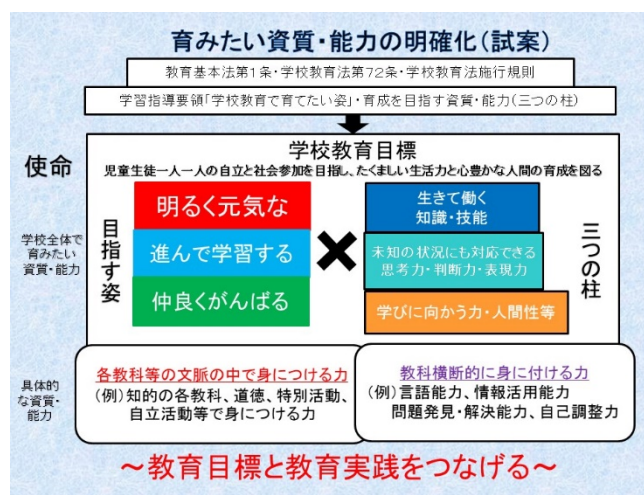 育みたい資質・能力の明確化(試案)
教育基本法第1条・学校教育法第72条・学校教育法施行規則
学習指導要領「学校教育で育てたい姿」・育成を目指す資質・能力(三つの柱)
使命
学校教育目標
児童生徒一人一人の自立と社会参加を目指し、たくましい生活力と心豊かな人間の育成を図る
学校全体で
育みたい
資質・能力
目指す姿
明るく元気な
進んで学習する
仲良くがんばる
×
生きて働く
知識・技能
未知の状況にも対応できる
思考力・判断力・表現力
学びに向かう力・人間性等
三つの柱
具体的
な資質・
能力
各教科等の文脈の中で身につける力
(例)知的の各教科、道徳、特別活動、
自立活動等で身につける力
教科横断的に身に付ける力
(例)言語能力、情報活用能力
問題発見・解決能力、自己調整力
~教育目標と教育実践をつなげる~